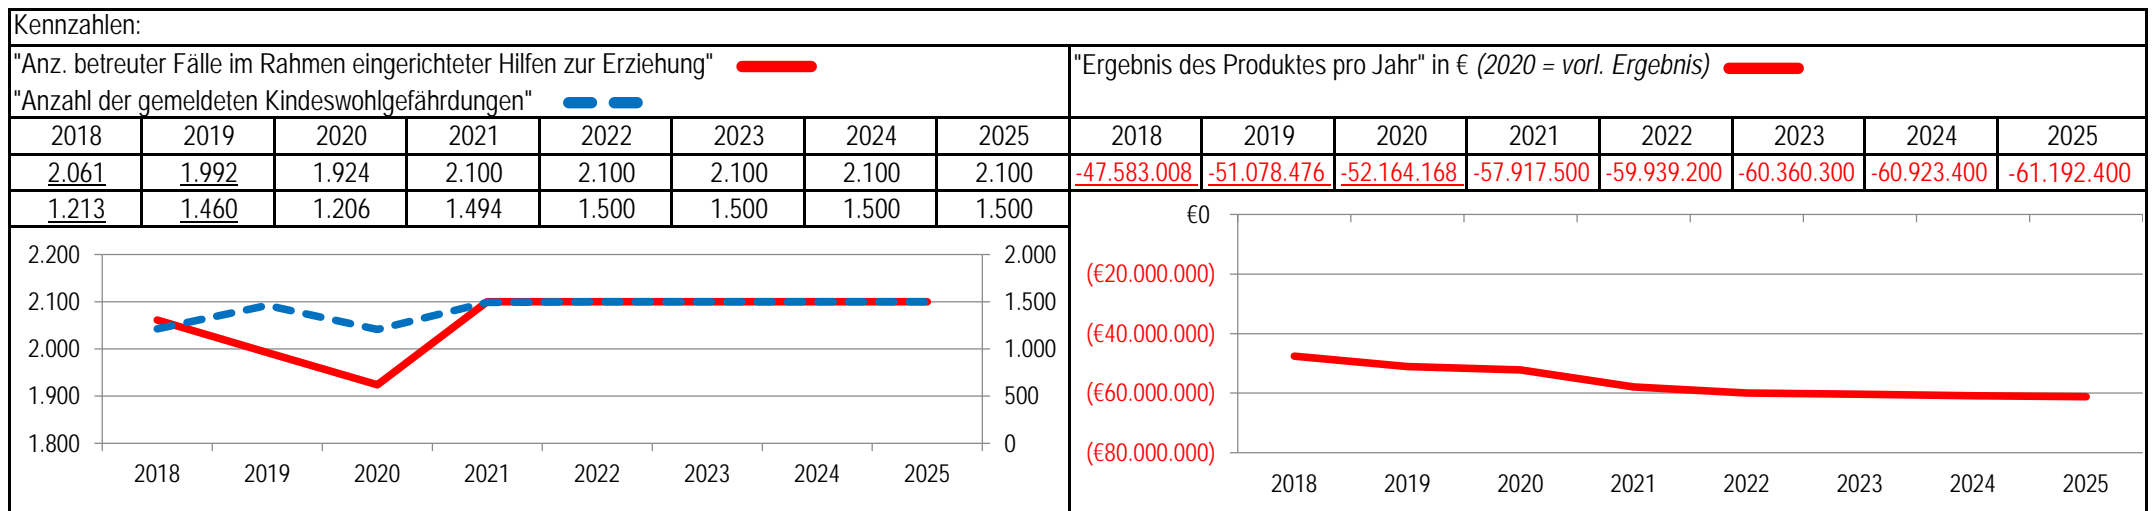 Kennzahlen:
"Anz. betreuter Fälle im Rahmen eingerichteter Hilfen zur Erziehung"
"Anzahl der gemeldeten Kindeswohlgefährdungen"
2018 2019 2020 2021 2022 2023 2024 2025
2.061 1.992 1.924 2.100 2.100 2.100 2.100 2.100
1.213 1.460 1.206 1.494 1.500 1.500 1.500 1.500
2.200 2.000
2.100 1.500
2.000 1.000
1.900 500
1.800 0
2018 2019 2020 2021 2022 2023 2024 2025
"Ergebnis des Produktes pro Jahr" in € (2020 = vorl. Ergebnis)
2018 2019 2020 2021 2022 2023 2024 2025
-47.583.008 -51.078.476 -52.164.168 -57.917.500 -59.939.200 -60.360.300 -60.923.400 -61.192.400
€0
(€20.000.000)
(€40.000.000)
(€60.000.000)
(€80.000.000)
2018 2019 2020 2021 2022 2023 2024 2025